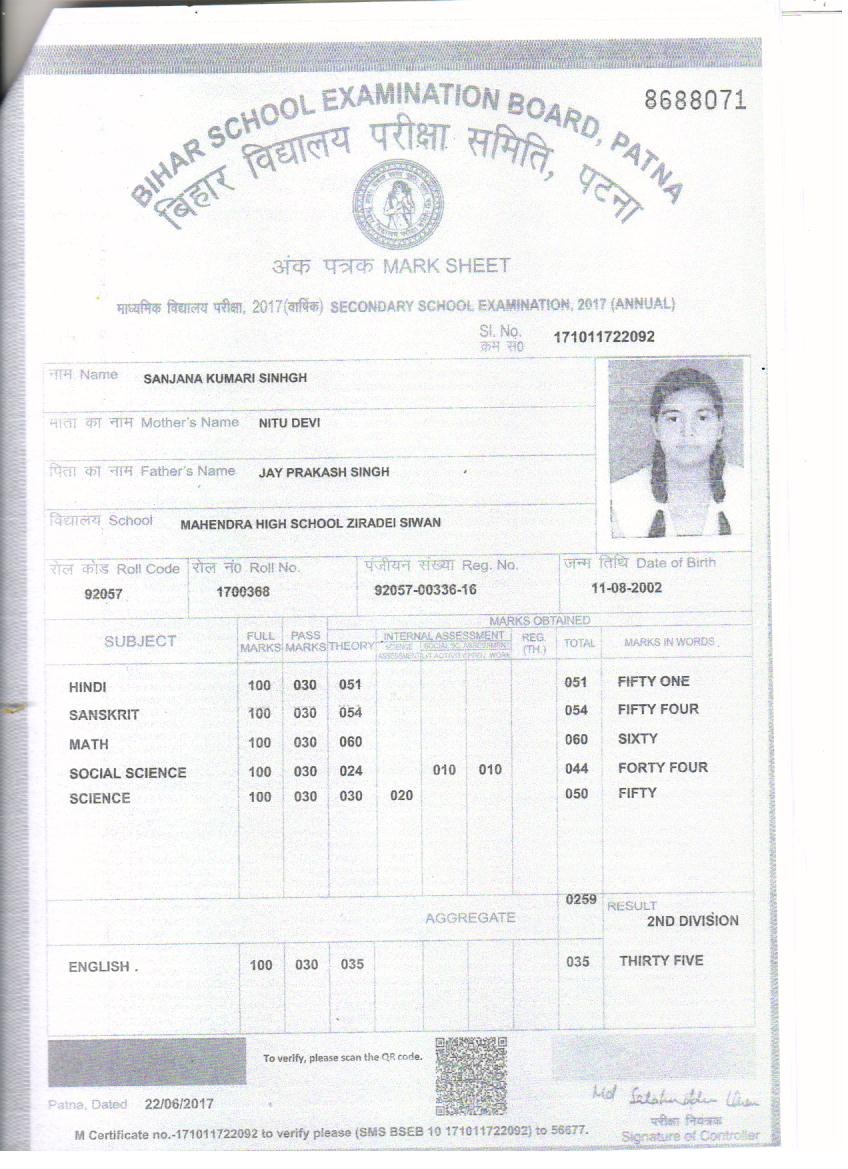 8688071
BIHAR SCHOOL EXAMINATION BOARD, PATNA
बिहार विद्यालय परीक्षा समिति, पटना
अंक पत्रक MARK SHEET
माध्यमिक विद्यालय परीक्षा, 2017(वार्षिक) SECONDARY SCHOOL EXAMINATION, 2017 (ANNUAL)
Sl. No. 171011722092
क्रम सं0
नाम Name SANJANA KUMARI SINHGH
माता का नाम Mother's Name NITU DEVI
पिता का नाम Father's Name JAY PRAKASH SINGH
विद्यालय School MAHENDRA HIGH SCHOOL ZIRADEI SIWAN
रोल कोड Roll Code रोल नं0 Roll No. पंजीयन संख्या Reg. No. जन्म तिथि Date of Birth
92057 1700368 92057-00336-16 11-08-2002
MARKS OBTAINED
SUBJECT FULL MARKS PASS MARKS THEORY INTERNAL ASSESSMENT REG. (TH.) TOTAL MARKS IN WORDS
SCIENCE SOCIAL SC. ASSESSMENT
HINDI 100 030 051 051 FIFTY ONE
SANSKRIT 100 030 054 054 FIFTY FOUR
MATH 100 030 060 060 SIXTY
SOCIAL SCIENCE 100 030 024 010 010 044 FORTY FOUR
SCIENCE 100 030 030 020 050 FIFTY
AGGREGATE 0259 RESULT
2ND DIVISION
ENGLISH . 100 030 035 035 THIRTY FIVE
To verify, please scan the QR code.
Patna, Dated 22/06/2017
परीक्षा नियंत्रक
Signature of Controller
M Certificate no.-171011722092 to verify please (SMS BSEB 10 171011722092) to 56677.